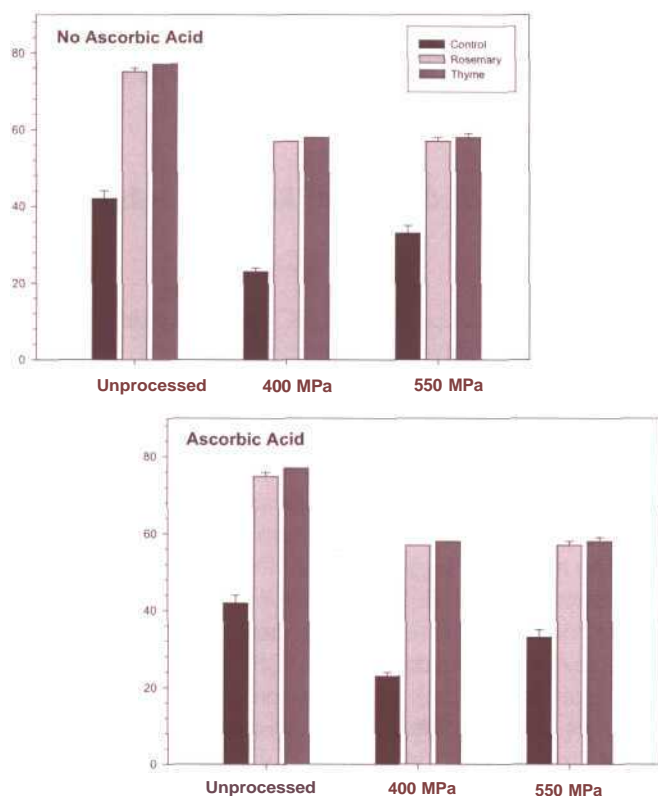 No Ascorbic Acid
Control
Rosemary
Thyme
80
60
40
20
0
Unprocessed 400 MPa 550 MPa
Ascorbic Acid
80
60
40
20
0
Unprocessed 400 MPa 550 MPa